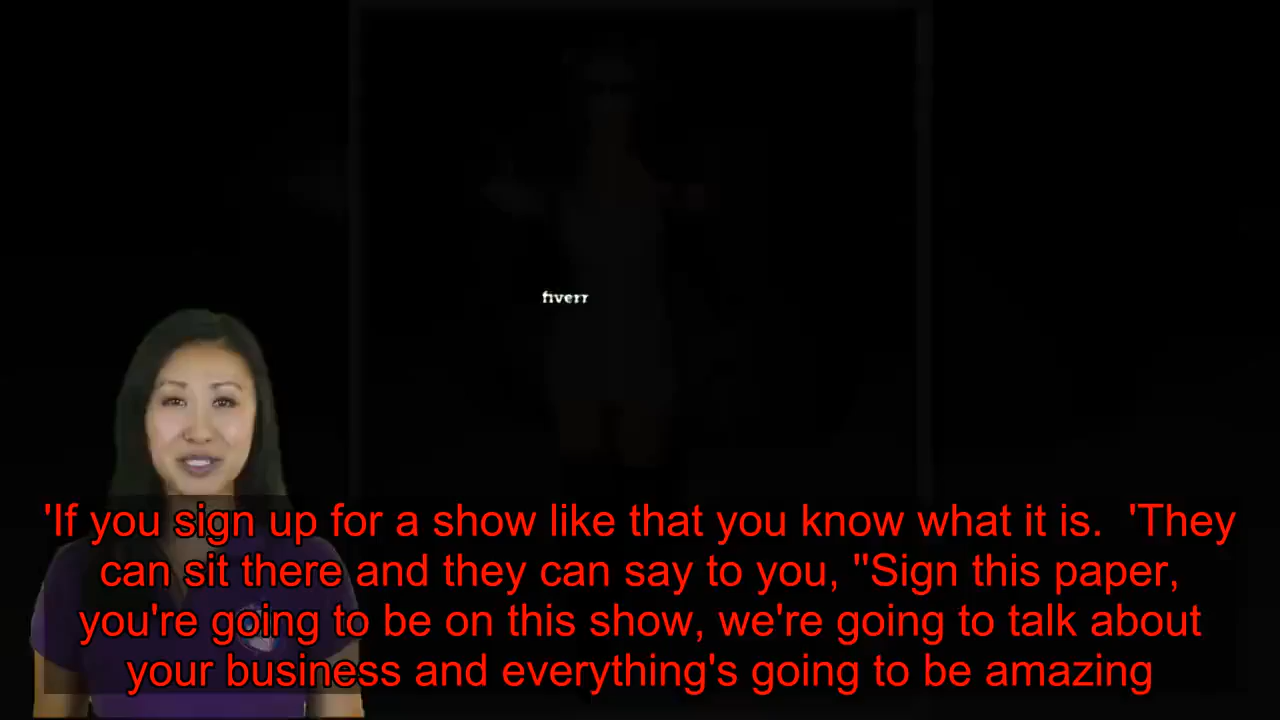 fiverr
'If you sign up for a show like that you know what it is.  'They
can sit there and they can say to you, ''Sign this paper,
you're going to be on this show, we're going to talk about
your business and everything's going to be amazing